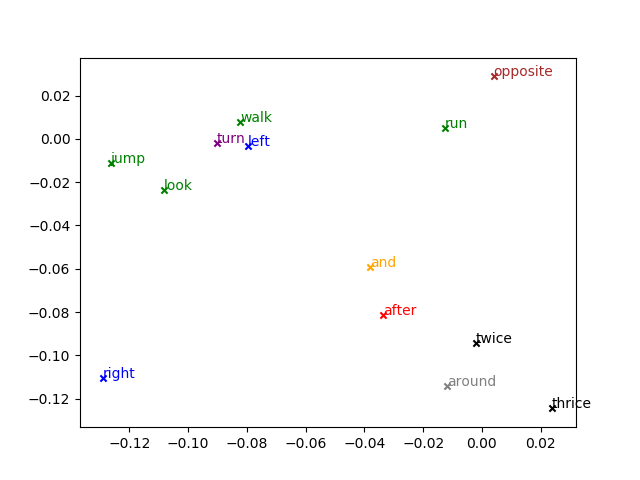 opposite
0.02
walk
run
turn
left
0.00
jump
−0.02
look
−0.04
and
−0.06
after
−0.08
twice
−0.10
right
around
thrice
−0.12
−0.12 −0.10 −0.08 −0.06 −0.04 −0.02 0.00 0.02